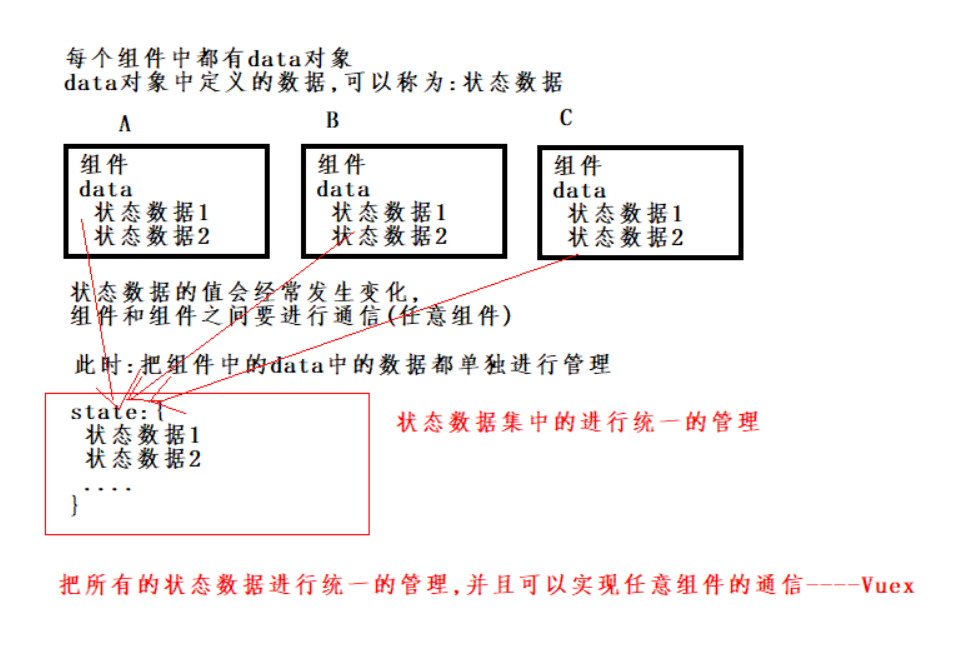 每个组件中都有data对象
data对象中定义的数据,可以称为:状态数据
A
B
C
组件
data
状态数据1
状态数据2
组件
data
状态数据1
状态数据2
组件
data
状态数据1
状态数据2
状态数据的值会经常发生变化,
组件和组件之间要进行通信(任意组件)
此时:把组件中的data中的数据都单独进行管理
state:{
状态数据1
状态数据2
....
}
状态数据集中的进行统一的管理
把所有的状态数据进行统一的管理,并且可以实现任意组件的通信----Vuex